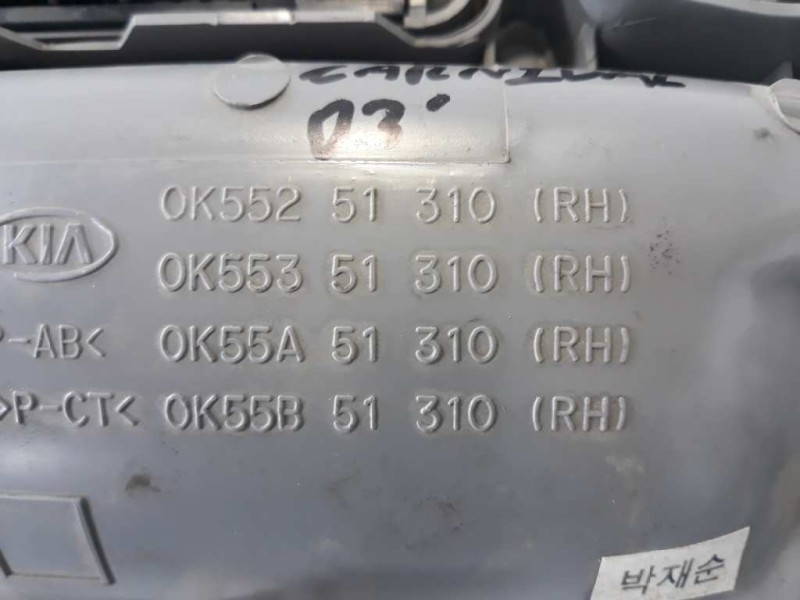 CARNIVAL
03'
0K552 51 310 (RH)
KIA
0K553 51 310 (RH)
P-AB< 0K55A 51 310 (RH)
>P-CT< 0K55B 51 310 (RH)
박재순